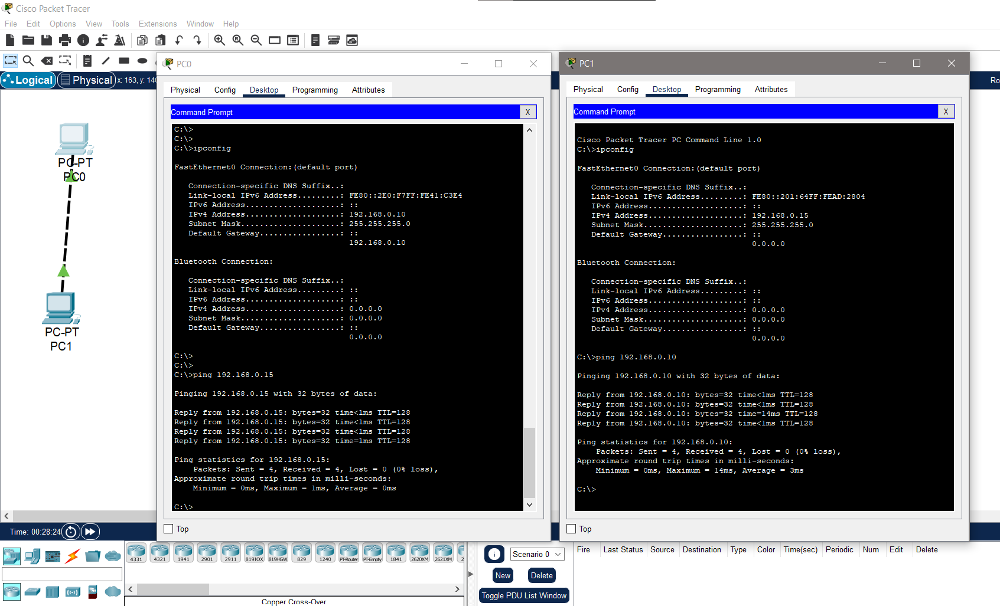 Cisco Packet Tracer
File Edit Options View Tools Extensions Window Help
Logical Physical x: 163, y: 140
PC-PT
PC0
PC-PT
PC1
PC0
Physical Config Desktop Programming Attributes
Command Prompt X
C:\>
C:\>
C:\>ipconfig
FastEthernet0 Connection:(default port)
Connection-specific DNS Suffix..:
Link-local IPv6 Address.........: FE80::2E0:F7FF:FE41:C3E4
IPv6 Address....................: ::
IPv4 Address....................: 192.168.0.10
Subnet Mask.....................: 255.255.255.0
Default Gateway.................: ::
192.168.0.10
Bluetooth Connection:
Connection-specific DNS Suffix..:
Link-local IPv6 Address.........: ::
IPv6 Address....................: ::
IPv4 Address....................: 0.0.0.0
Subnet Mask.....................: 0.0.0.0
Default Gateway.................: ::
0.0.0.0
C:\>
C:\>
C:\>ping 192.168.0.15
Pinging 192.168.0.15 with 32 bytes of data:
Reply from 192.168.0.15: bytes=32 time<1ms TTL=128
Reply from 192.168.0.15: bytes=32 time<1ms TTL=128
Reply from 192.168.0.15: bytes=32 time<1ms TTL=128
Reply from 192.168.0.15: bytes=32 time=1ms TTL=128
Ping statistics for 192.168.0.15:
Packets: Sent = 4, Received = 4, Lost = 0 (0% loss),
Approximate round trip times in milli-seconds:
Minimum = 0ms, Maximum = 1ms, Average = 0ms
C:\>
Top
PC1
Physical Config Desktop Programming Attributes
Command Prompt X
Cisco Packet Tracer PC Command Line 1.0
C:\>ipconfig
FastEthernet0 Connection:(default port)
Connection-specific DNS Suffix..:
Link-local IPv6 Address.........: FE80::201:64FF:FEAD:2804
IPv6 Address....................: ::
IPv4 Address....................: 192.168.0.15
Subnet Mask.....................: 255.255.255.0
Default Gateway.................: ::
0.0.0.0
Bluetooth Connection:
Connection-specific DNS Suffix..:
Link-local IPv6 Address.........: ::
IPv6 Address....................: ::
IPv4 Address....................: 0.0.0.0
Subnet Mask.....................: 0.0.0.0
Default Gateway.................: ::
0.0.0.0
C:\>ping 192.168.0.10
Pinging 192.168.0.10 with 32 bytes of data:
Reply from 192.168.0.10: bytes=32 time<1ms TTL=128
Reply from 192.168.0.10: bytes=32 time<1ms TTL=128
Reply from 192.168.0.10: bytes=32 time=14ms TTL=128
Reply from 192.168.0.10: bytes=32 time<1ms TTL=128
Ping statistics for 192.168.0.10:
Packets: Sent = 4, Received = 4, Lost = 0 (0% loss),
Approximate round trip times in milli-seconds:
Minimum = 0ms, Maximum = 14ms, Average = 3ms
C:\>
Top
Ro
Time: 00:28:24
4331 4321 1941 2901 2911 819IOX 819HGW 829 1240 PT-Router PT-Empty 1841 2620XM 2621XM 2
Copper Cross-Over
Scenario 0
New Delete
Toggle PDU List Window
Fire Last Status Source Destination Type Color Time(sec) Periodic Num Edit Delete